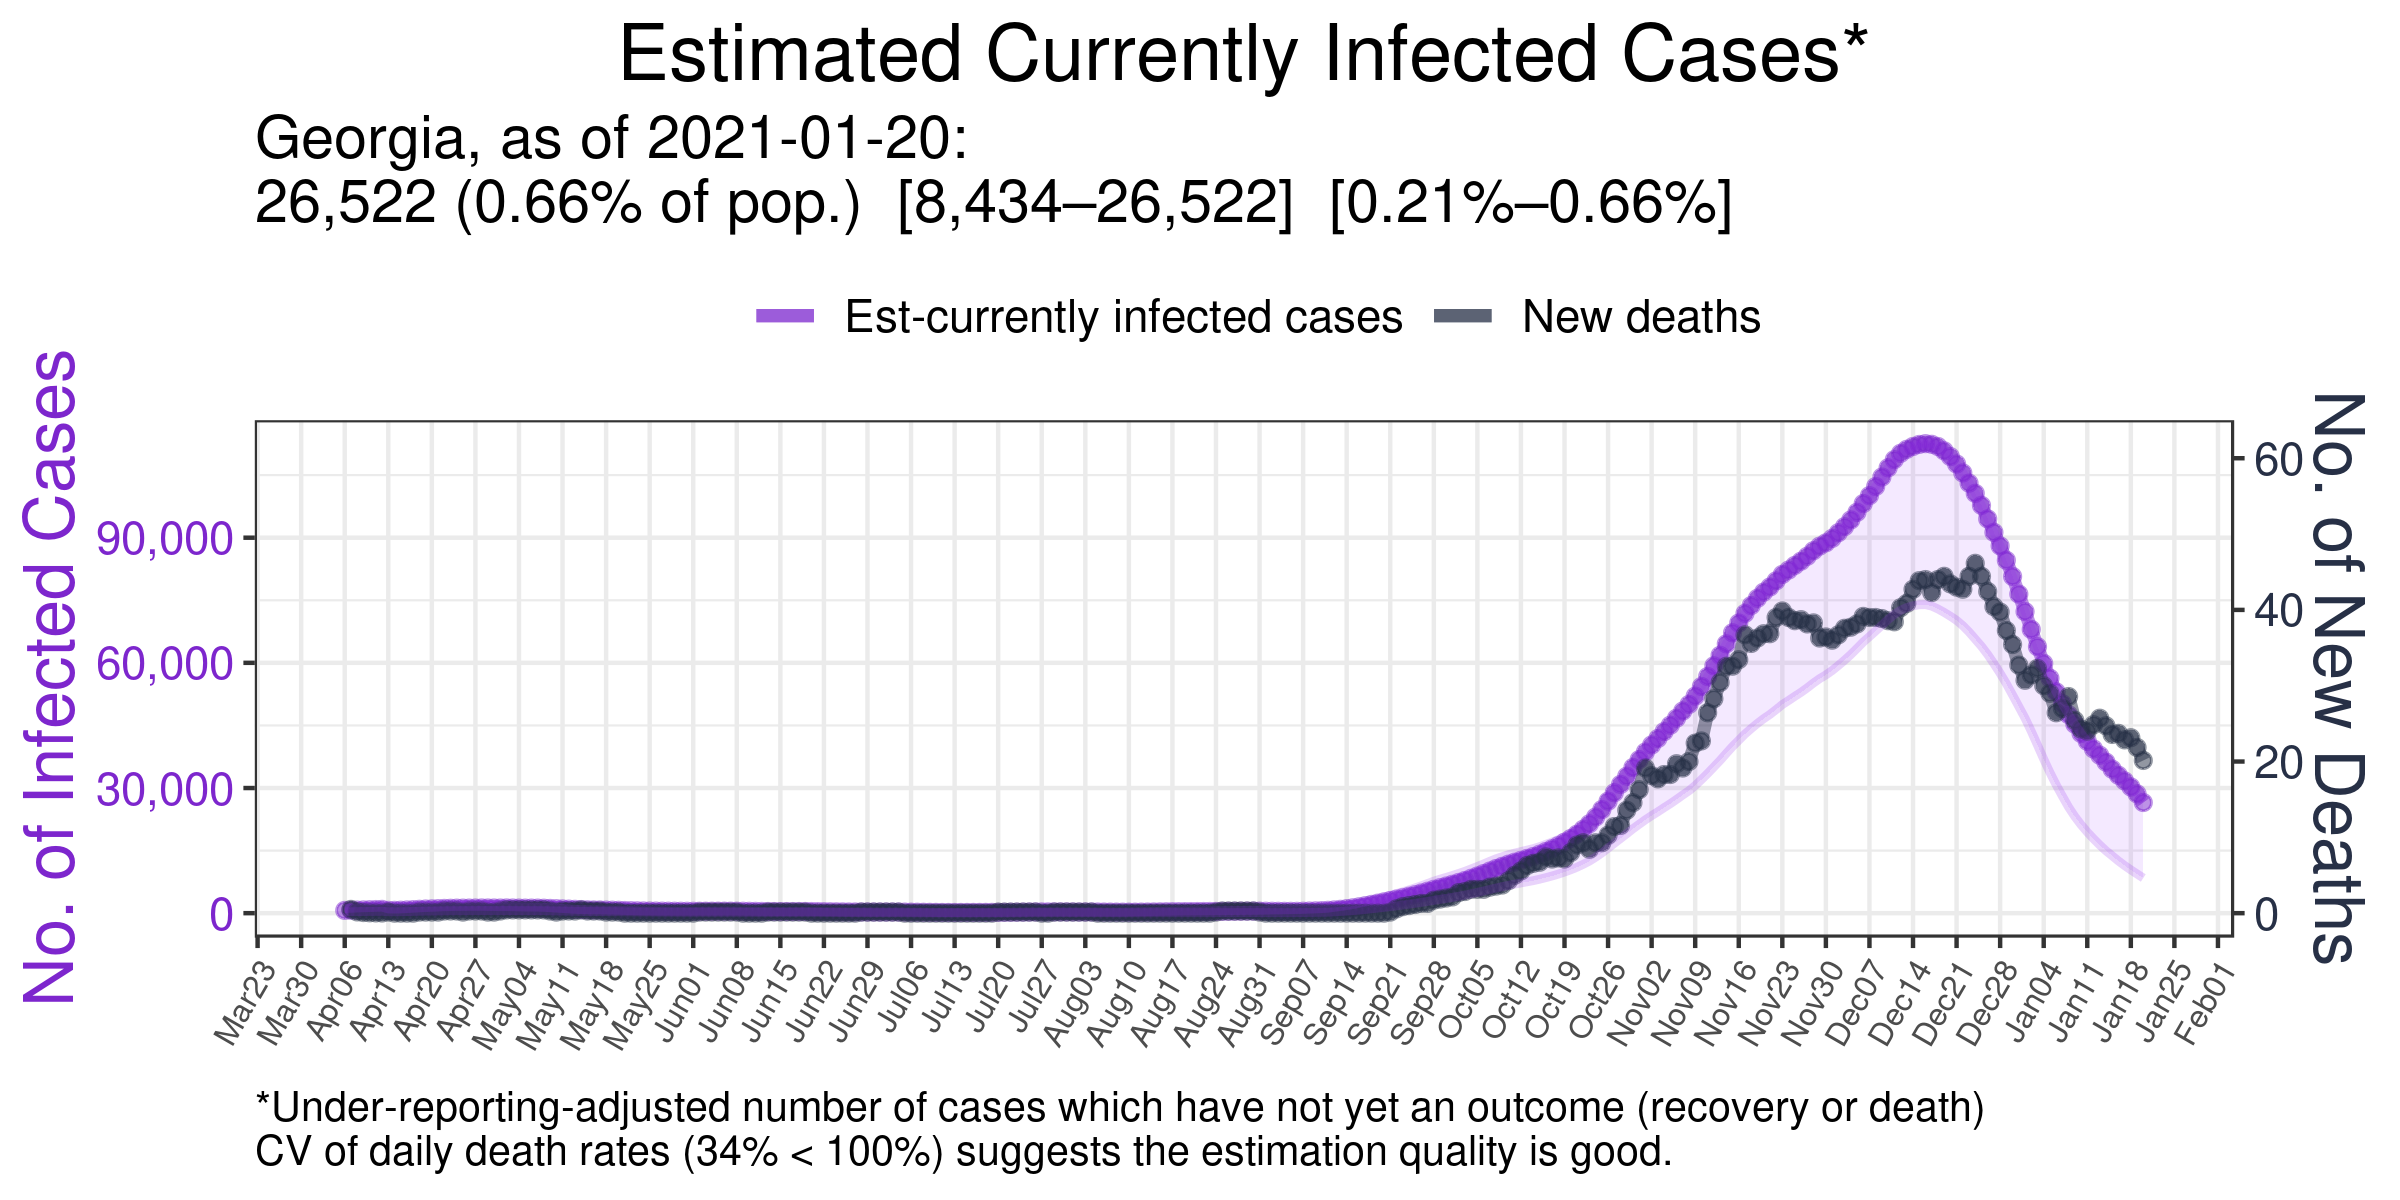 Estimated Currently Infected Cases*
Georgia, as of 2021-01-20:
26,522 (0.66% of pop.) [8,434–26,522] [0.21%–0.66%]
Est-currently infected cases New deaths
No. of Infected Cases
90,000
60,000
30,000
0
60
40
20
0
No. of New Deaths
Mar23 Mar30 Apr06 Apr13 Apr20 Apr27 May04 May11 May18 May25 Jun01 Jun08 Jun15 Jun22 Jun29 Jul06 Jul13 Jul20 Jul27 Aug03 Aug10 Aug17 Aug24 Aug31 Sep07 Sep14 Sep21 Sep28 Oct05 Oct12 Oct19 Oct26 Nov02 Nov09 Nov16 Nov23 Nov30 Dec07 Dec14 Dec21 Dec28 Jan04 Jan11 Jan18 Jan25 Feb01
*Under-reporting-adjusted number of cases which have not yet an outcome (recovery or death)
CV of daily death rates (34% < 100%) suggests the estimation quality is good.